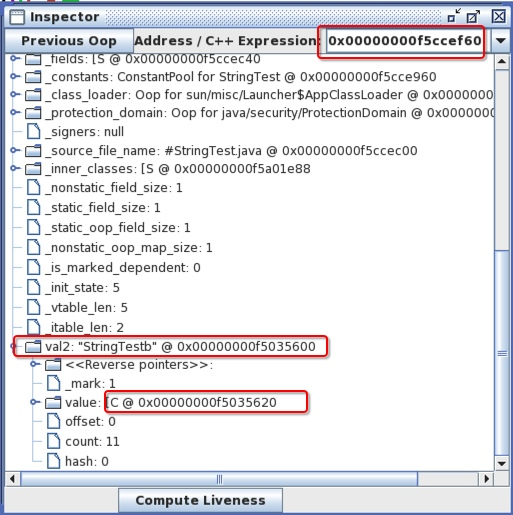 Inspector
Previous Oop Address / C++ Expression: 0x00000000f5ccef60
_fields: [S @ 0x00000000f5ccec40
_constants: ConstantPool for StringTest @ 0x00000000f5cce960
_class_loader: Oop for sun/misc/Launcher$AppClassLoader @ 0x0000000
_protection_domain: Oop for java/security/ProtectionDomain @ 0x0000000
_signers: null
_source_file_name: #StringTest.java @ 0x00000000f5ccec00
_inner_classes: [S @ 0x00000000f5a01e88
_nonstatic_field_size: 1
_static_field_size: 1
_static_oop_field_size: 1
_nonstatic_oop_map_size: 1
_is_marked_dependent: 0
_init_state: 5
_vtable_len: 5
_itable_len: 2
val2: "StringTestb" @ 0x00000000f5035600
<<Reverse pointers>>:
_mark: 1
value: [C @ 0x00000000f5035620
offset: 0
count: 11
hash: 0
Compute Liveness